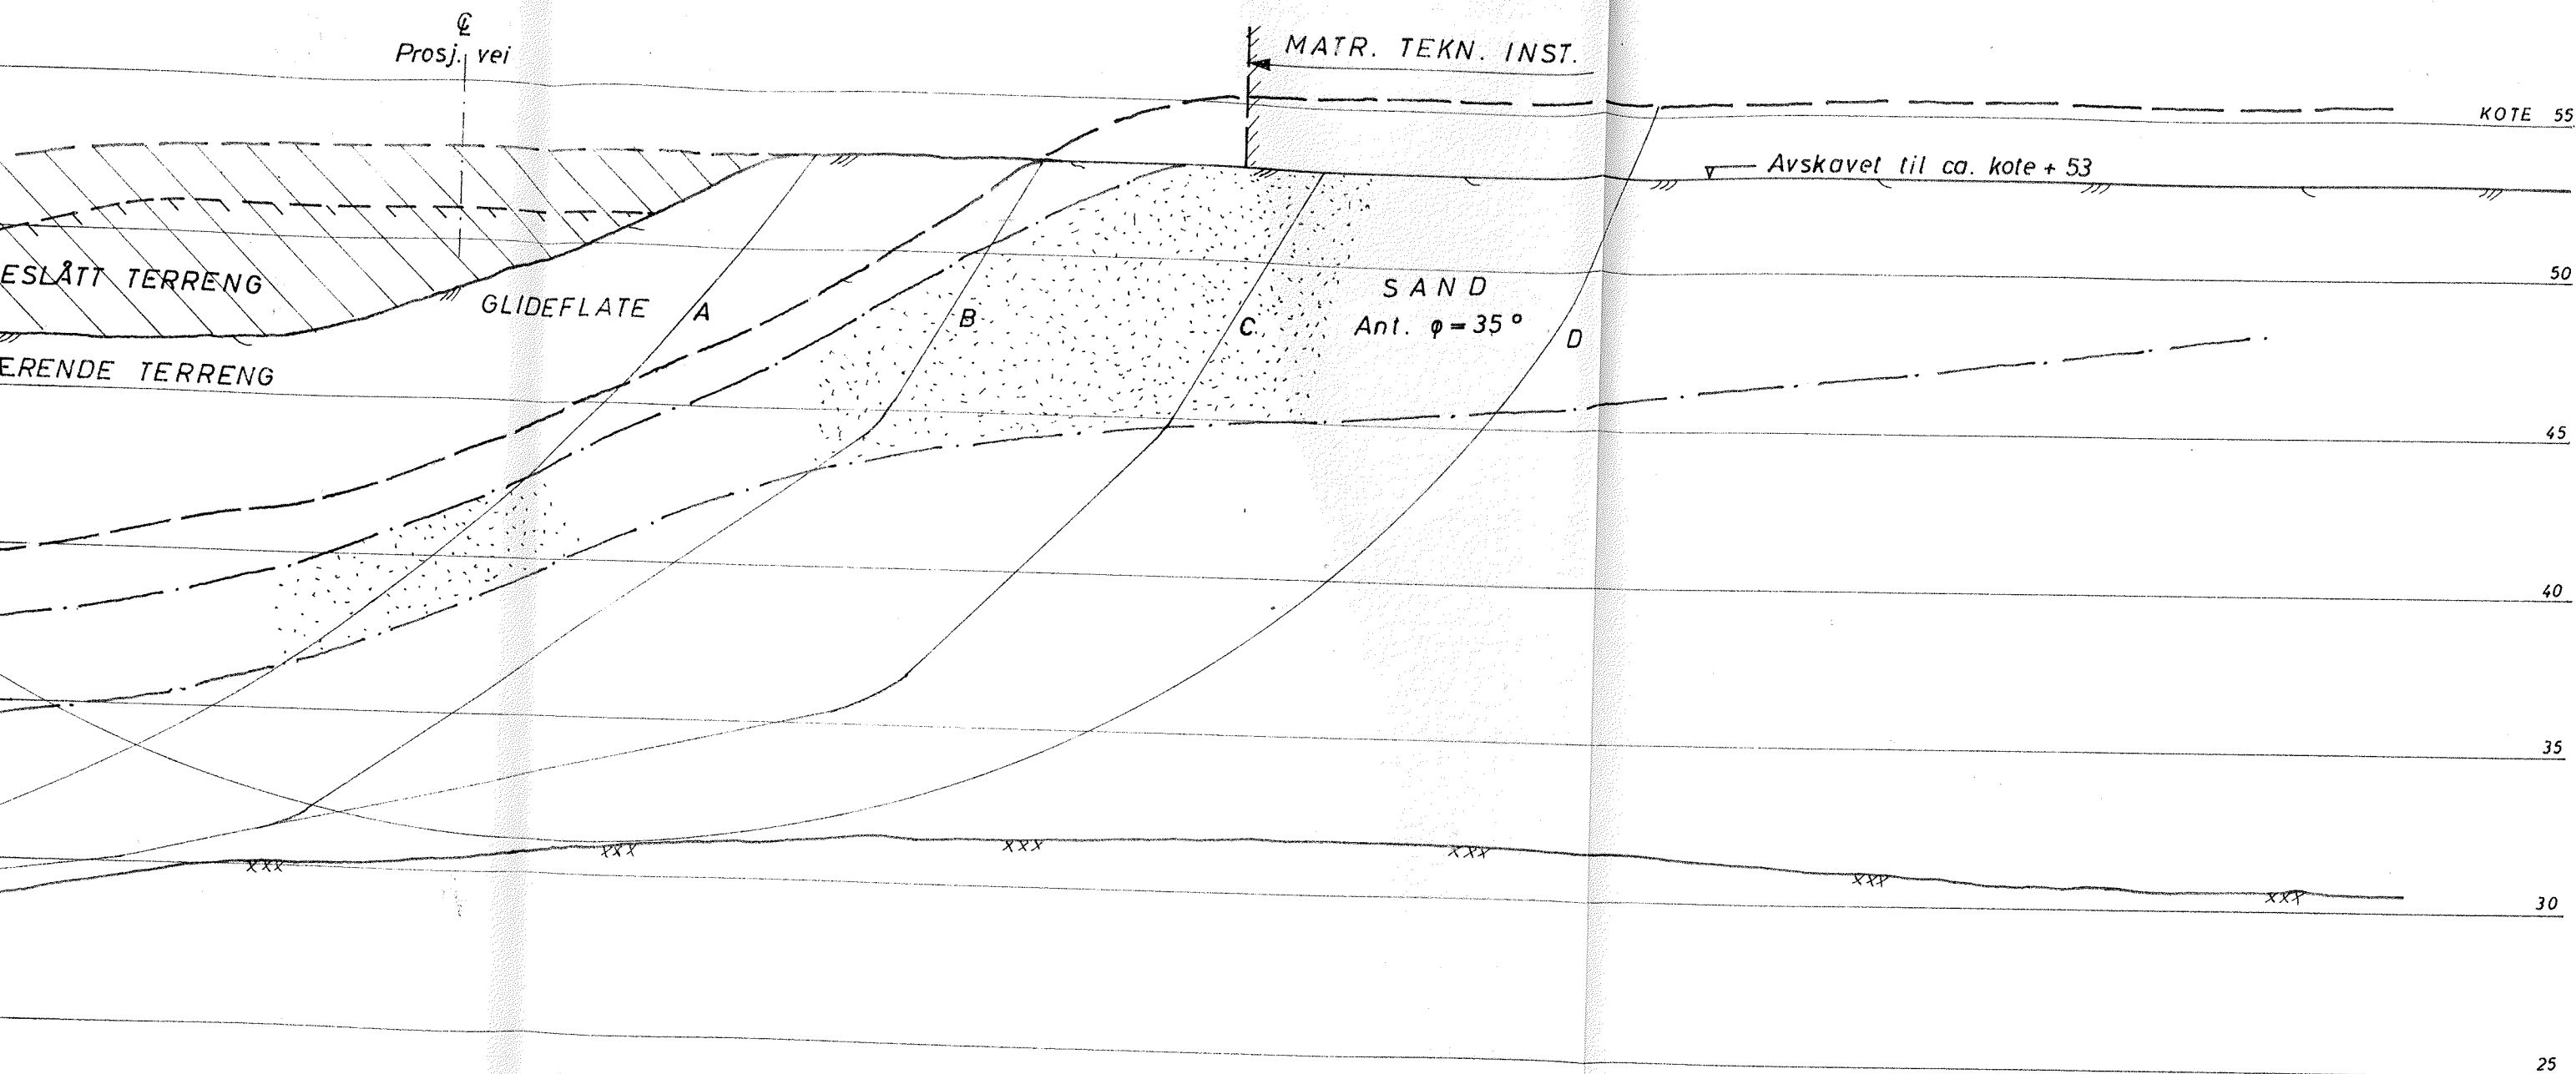 ℄
Prosj. vei
MATR. TEKN. INST.
KOTE 55
Avskavet til ca. kote + 53
50
ESLÅTT TERRENG
GLIDEFLATE A
B
C
SAND
Ant. φ = 35°
D
ERENDE TERRENG
45
40
35
30
25